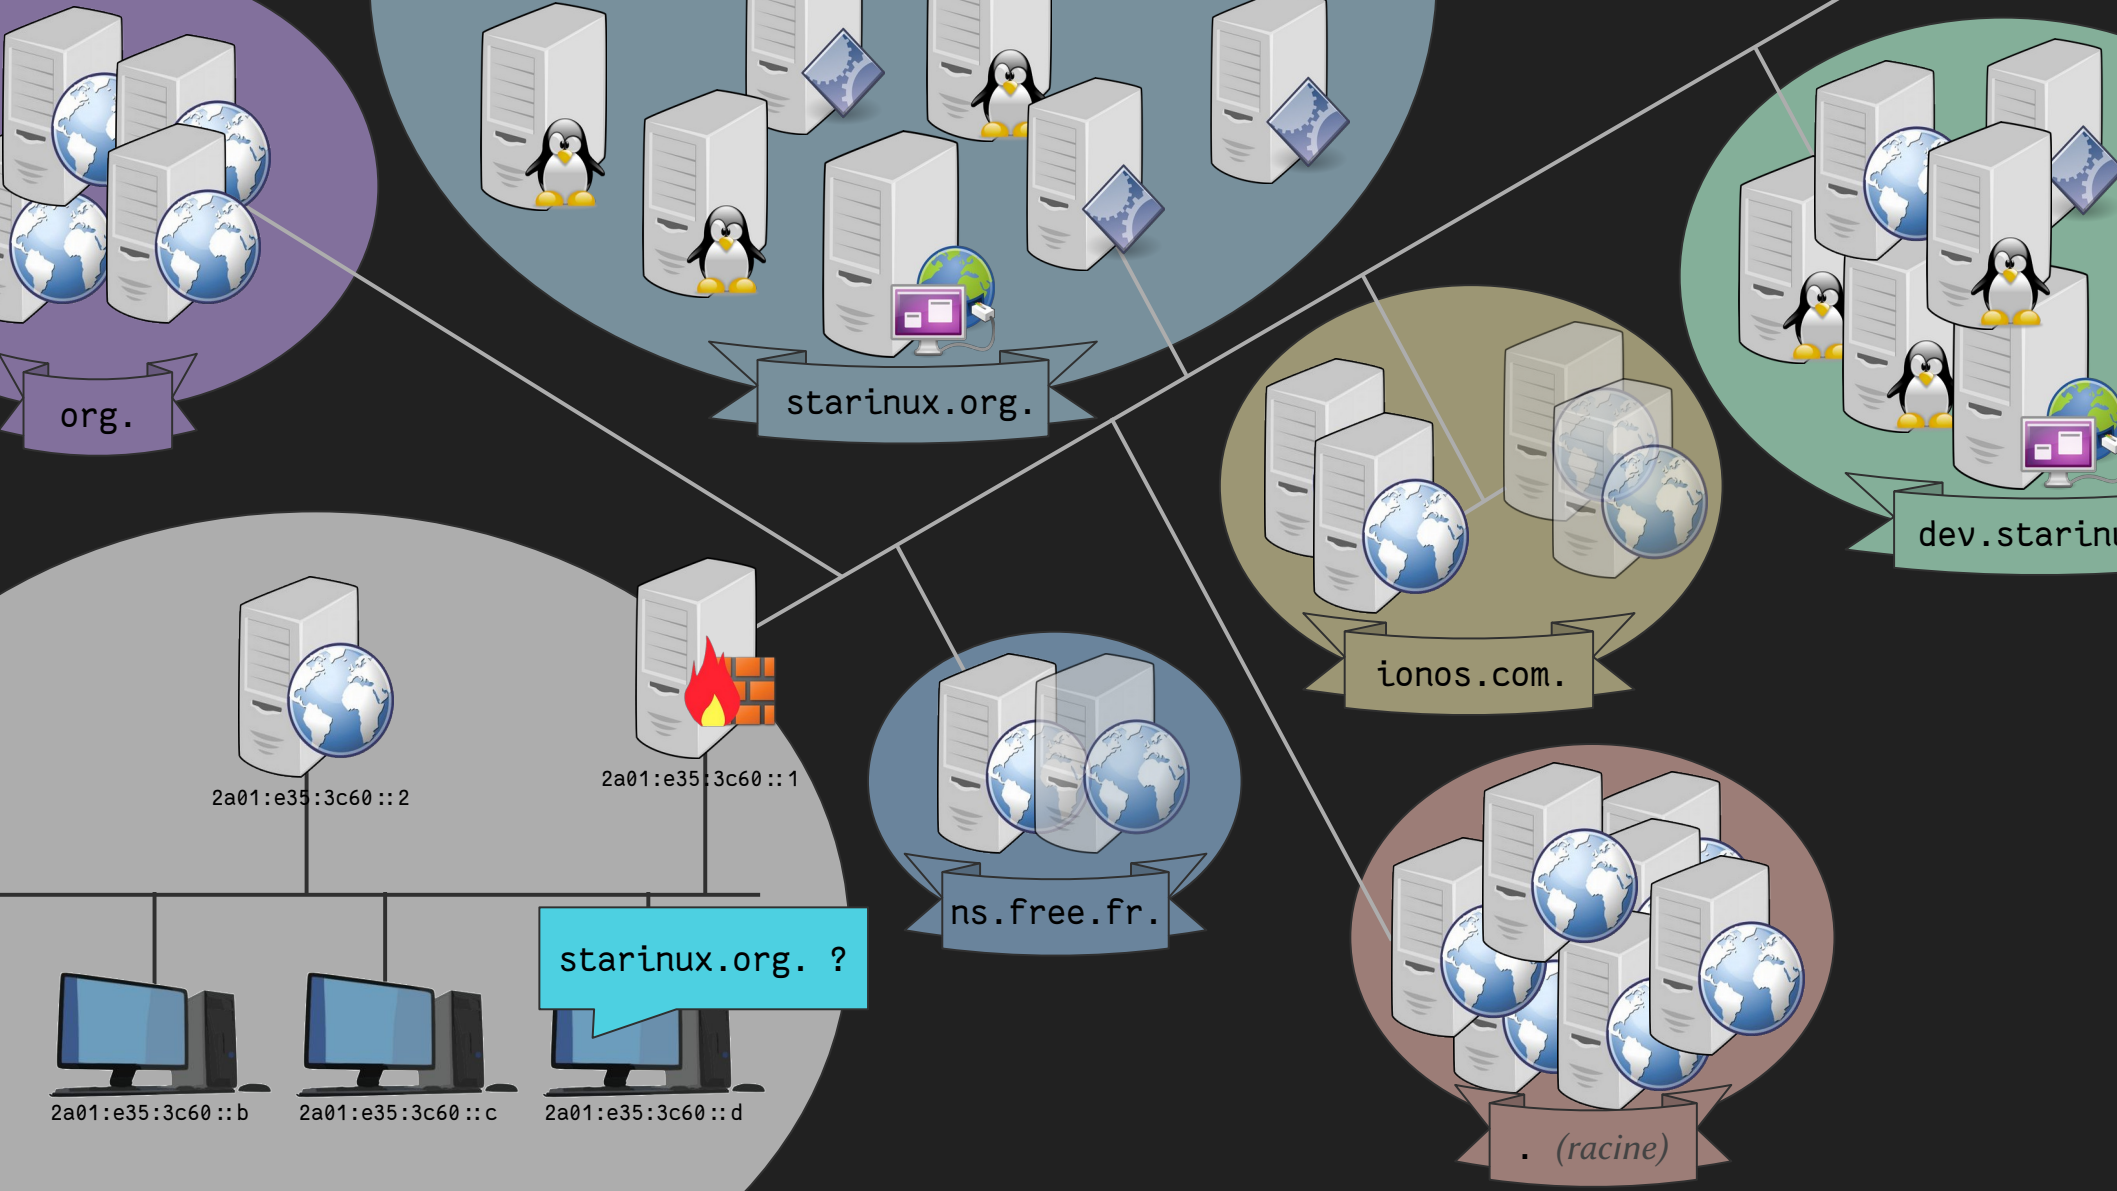 org.
starinux.org.
dev.starinu
ionos.com.
2a01:e35:3c60::2
2a01:e35:3c60::1
ns.free.fr.
starinux.org. ?
2a01:e35:3c60::b
2a01:e35:3c60::c
2a01:e35:3c60::d
. (racine)